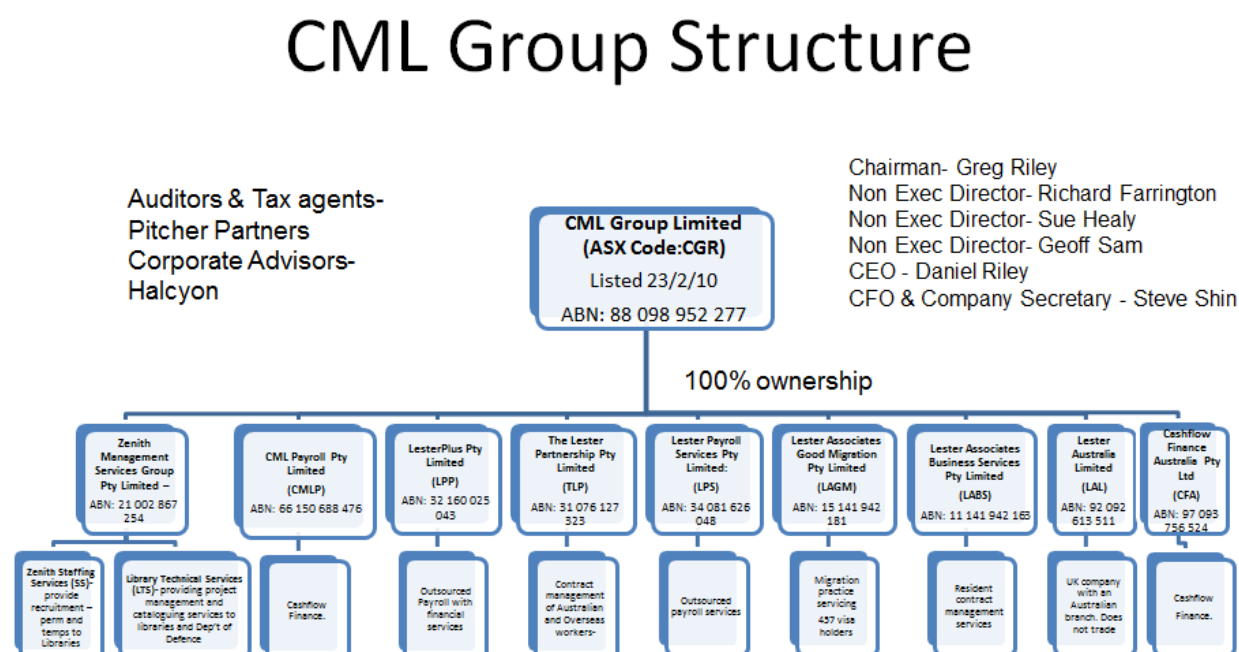 CML Group Structure
Auditors & Tax agents-
Pitcher Partners
Corporate Advisors-
Halcyon
CML Group Limited
(ASX Code:CGR)
Listed 23/2/10
ABN: 88 098 952 277
Chairman- Greg Riley
Non Exec Director- Richard Farrington
Non Exec Director- Sue Healy
Non Exec Director- Geoff Sam
CEO - Daniel Riley
CFO & Company Secretary - Steve Shin
100% ownership
Zenith
Management
Services Group
Pty Limited –
ABN: 21 002 867
254
CML Payroll Pty
Limited
(CMLP)
ABN: 66 150 688 476
LesterPlus Pty
Limited
(LPP)
ABN: 32 160 025
043
The Lester
Partnership Pty
Limited
(TLP)
ABN: 31 076 127
323
Lester Payroll
Services Pty
Limited:
(LPS)
ABN: 34 081 626
048
Lester Associates
Good Migration
Pty Limited
(LAGM)
ABN: 15 141 942
181
Lester Associates
Business Services
Pty Limited
(LABS)
ABN: 11 141 942 163
Lester
Australia
Limited
(LAL)
ABN: 92 092
613 511
Cashflow
Finance
Australia Pty
Ltd
(CFA)
ABN: 97 093
756 524
Zenith Staffing
Services (SS)-
provide
recruitment –
perm and
temps to
Libraries
Library Technical Services
(LTS)- providing project
management and
cataloguing services to
libraries and Dep't of
Defence
Cashflow
Finance.
Outsourced
Payroll with
financial
services
Contract
management
of Australian
and Overseas
workers-
Outsourced
payroll services
Migration
practice
servicing
457 visa
holders
Resident
contract
management
services
UK company
with an
Australian
branch. Does
not trade
Cashflow
Finance.